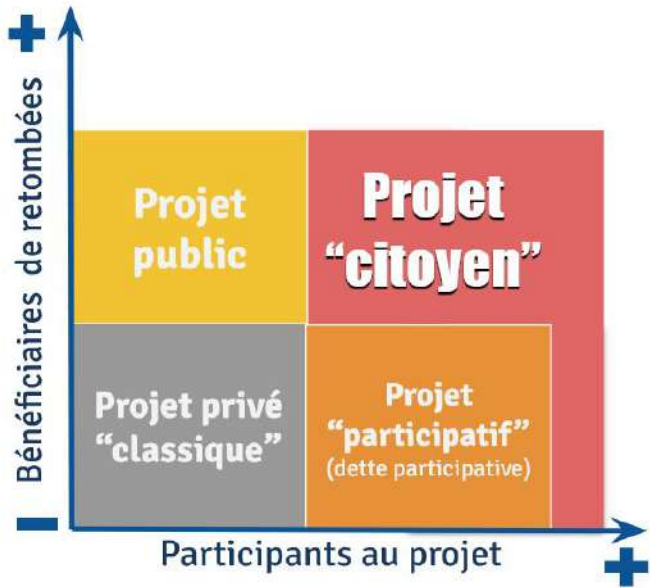 Bénéficiaires de retombées
Projet
public
Projet
“citoyen”
Projet privé
“classique”
Projet
“participatif”
(dette participative)
Participants au projet